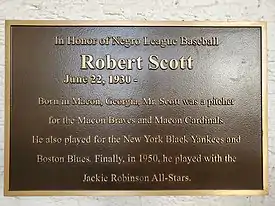 In Honor of Negro League Baseball
Robert Scott
June 22, 1930 -
Born in Macon, Georgia, Mr. Scott was a pitcher
for the Macon Braves and Macon Cardinals
He also played for the New York Black Yankees and
Boston Blues. Finally, in 1950, he played with the
Jackie Robinson All-Stars.